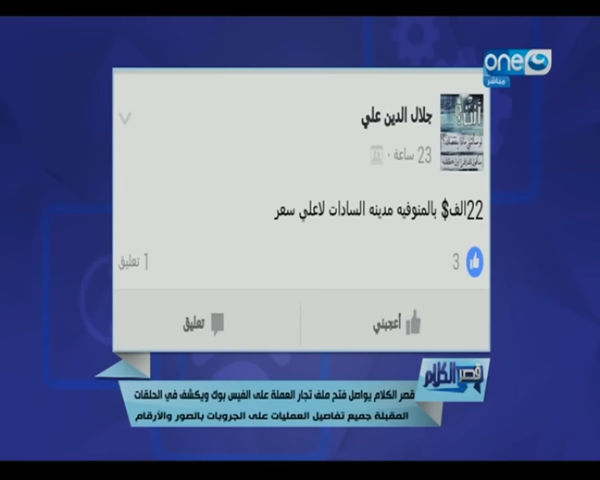 one
مباشر
جلال الدين علي
23 ساعة ·
22الف$ بالمنوفيه مدينه السادات لاعلي سعر
3
1 تعليق
أعجبني
تعليق
قصر الكلام
قصر الكلام يواصل فتح ملف تجار العملة على الفيس بوك ويكشف في الحلقات
المقبلة جميع تفاصيل العمليات على الجروبات بالصور والأرقام